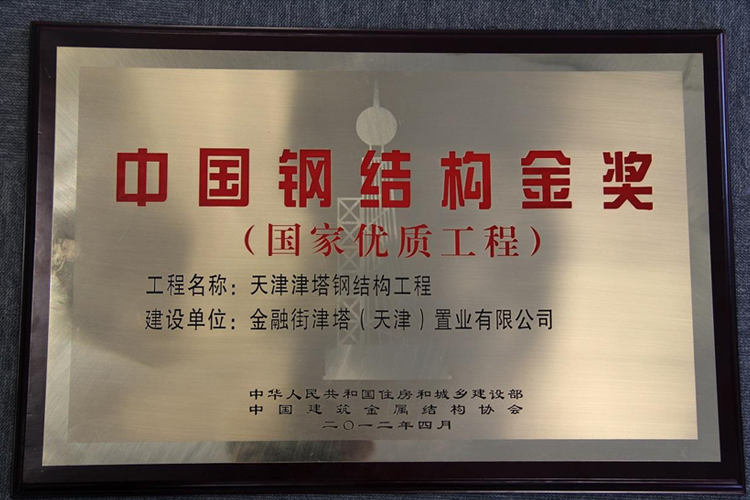 中国钢结构金奖
（国家优质工程）
工程名称：天津津塔钢结构工程
建设单位：金融街津塔（天津）置业有限公司
中华人民共和国住房和城乡建设部
中国建筑金属结构协会
二〇一二年四月